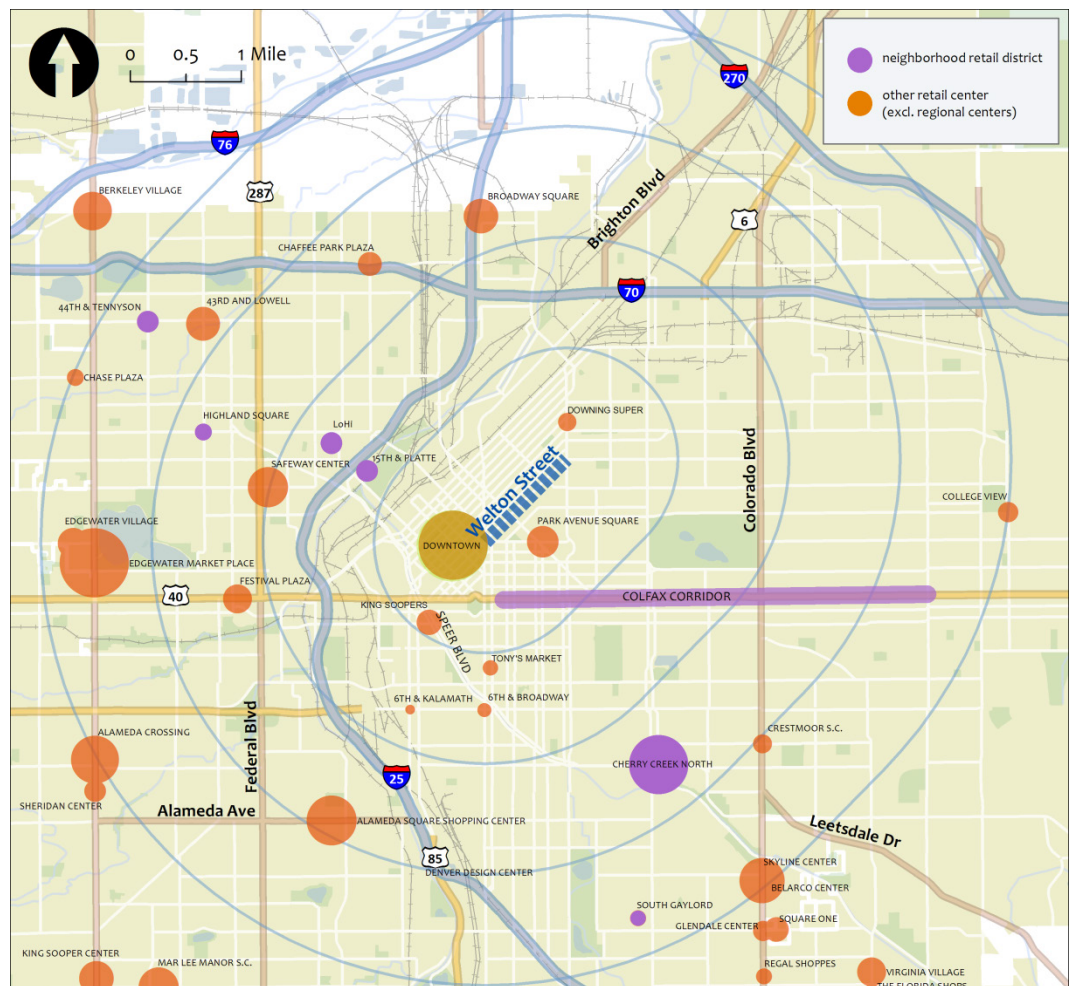 0 0.5 1 Mile
neighborhood retail district
other retail center
(excl. regional centers)
270
76
BERKELEY VILLAGE
287
BROADWAY SQUARE
Brighton Blvd
6
CHAFFEE PARK PLAZA
70
44TH & TENNYSON
43RD AND LOWELL
CHASE PLAZA
HIGHLAND SQUARE
LoHi
DOWNING SUPER
SAFEWAY CENTER
15TH & PLATTE
Welton Street
Colorado Blvd
COLLEGE VIEW
EDGEWATER VILLAGE
PARK AVENUE SQUARE
DOWNTOWN
EDGEWATER MARKET PLACE
FESTIVAL PLAZA
40
COLFAX CORRIDOR
KING SOOPERS
SPEER BLVD
TONY'S MARKET
6TH & KALAMATH
6TH & BROADWAY
Federal Blvd
ALAMEDA CROSSING
CRESTMOOR S.C.
CHERRY CREEK NORTH
25
SHERIDAN CENTER
Alameda Ave
ALAMEDA SQUARE SHOPPING CENTER
Leetsdale Dr
85
DENVER DESIGN CENTER
SKYLINE CENTER
BELARCO CENTER
SOUTH GAYLORD
GLENDALE CENTER
SQUARE ONE
KING SOOPER CENTER
MAR LEE MANOR S.C.
REGAL SHOPPES
VIRGINIA VILLAGE
THE FLORIDA SHOPS